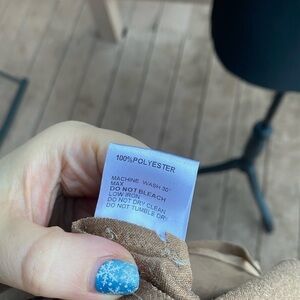 100%POLYESTER
MACHINE WASH 30°
MAX
DO NOT BLEACH
LOW IRON
DO NOT DRY CLEAN
DO NOT TUMBLE DRY